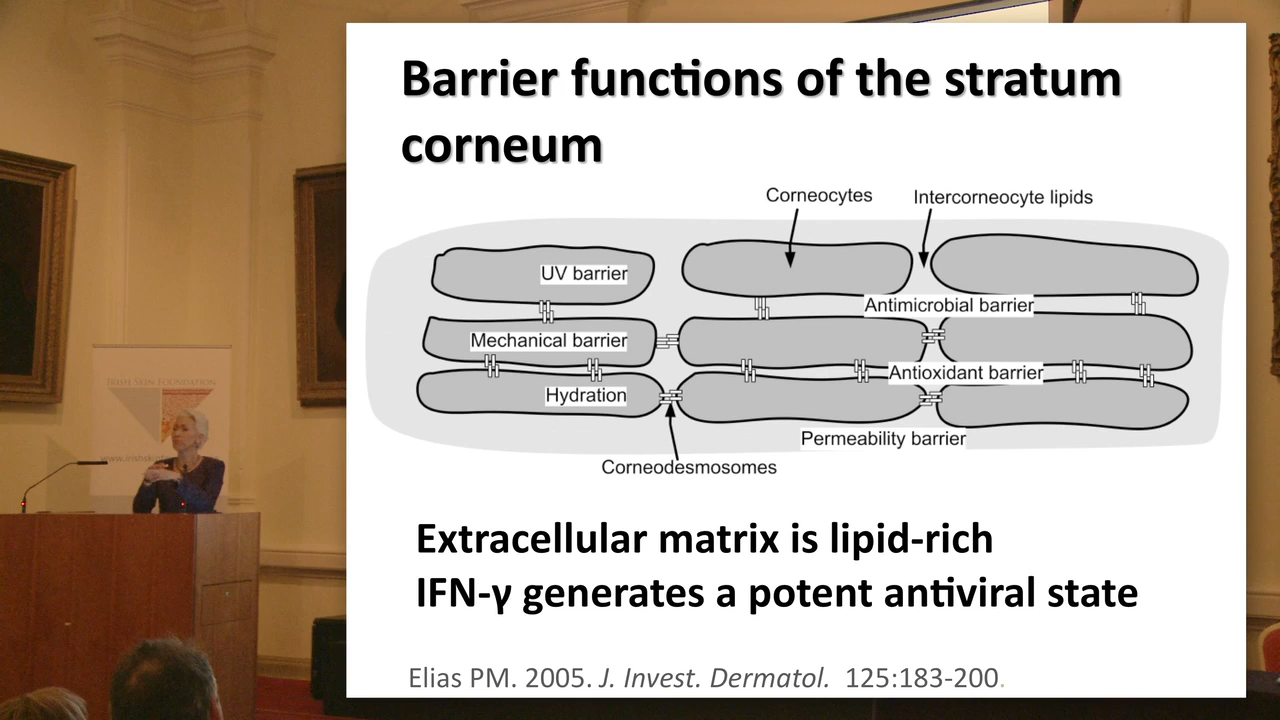 Barrier functions of the stratum
corneum
Corneocytes
Intercorneocyte lipids
UV barrier
Antimicrobial barrier
Mechanical barrier
Antioxidant barrier
Hydration
Permeability barrier
Corneodesmosomes
Extracellular matrix is lipid-rich
IFN-γ generates a potent antiviral state
Elias PM. 2005. J. Invest. Dermatol. 125:183-200.
IRISH SKIN FOUNDATION